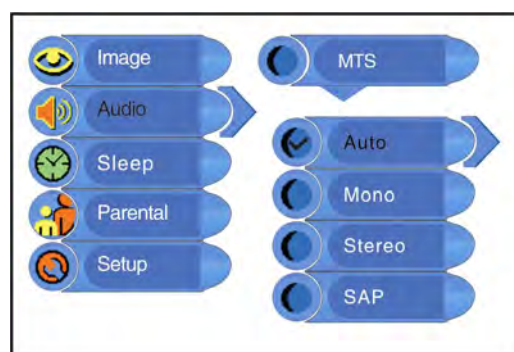 Image
Audio
Sleep
Parental
Setup
MTS
Auto
Mono
Stereo
SAP